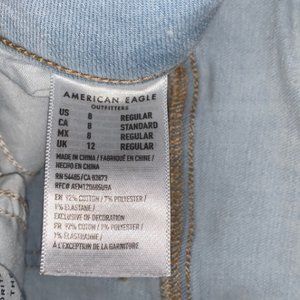 AMERICAN EAGLE
OUTFITTERS
US 8 REGULAR
CA 8 STANDARD
MX 8 REGULAR
UK 12 REGULAR
MADE IN CHINA / FABRIQUÉ EN CHINE /
HECHO EN CHINA
RN 54485/CA 92873
EN 92% COTTON / 7% POLYESTER /
1% ELASTANE /
EXCLUSIVE OF DECORATION
FR 92% COTON / 7% POLYESTER /
1% ELASTHANNE /
À L'EXCEPTION DE LA GARNITURE